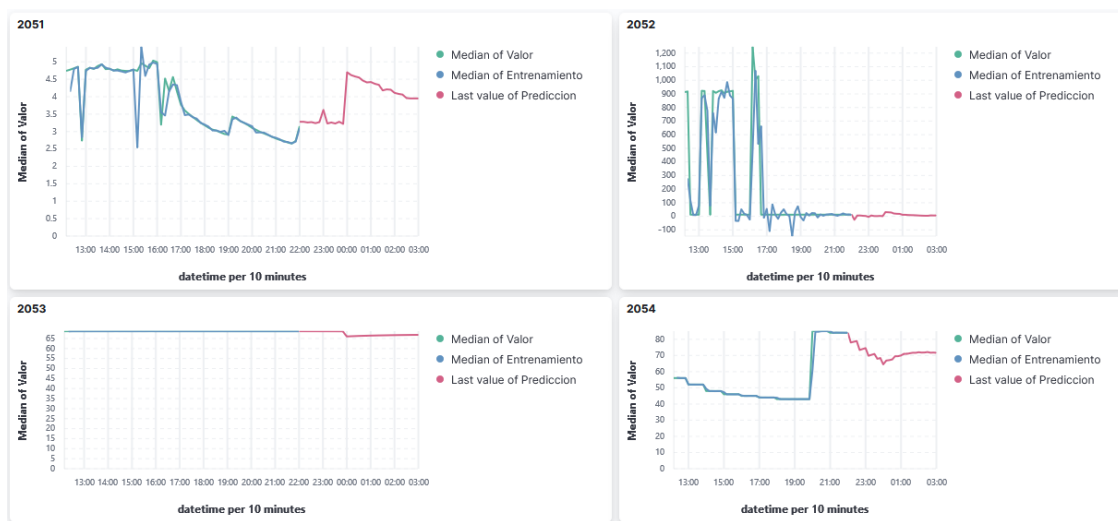 2051
Median of Valor
5
4.5
4
3.5
3
2.5
2
1.5
1
0.5
0
13:00 14:00 15:00 16:00 17:00 18:00 19:00 20:00 21:00 22:00 23:00 00:00 01:00 02:00 03:00
datetime per 10 minutes
Median of Valor
Median of Entrenamiento
Last value of Prediccion
2052
Median of Valor
1,200
1,100
1,000
900
800
700
600
500
400
300
200
100
0
-100
13:00 15:00 17:00 19:00 21:00 23:00 01:00 03:00
datetime per 10 minutes
Median of Valor
Median of Entrenamiento
Last value of Prediccion
2053
Median of Valor
65
60
55
50
45
40
35
30
25
20
15
10
5
0
13:00 14:00 15:00 16:00 17:00 18:00 19:00 20:00 21:00 22:00 23:00 00:00 01:00 02:00 03:00
datetime per 10 minutes
Median of Valor
Median of Entrenamiento
Last value of Prediccion
2054
Median of Valor
80
70
60
50
40
30
20
10
0
13:00 15:00 17:00 19:00 21:00 23:00 01:00 03:00
datetime per 10 minutes
Median of Valor
Median of Entrenamiento
Last value of Prediccion